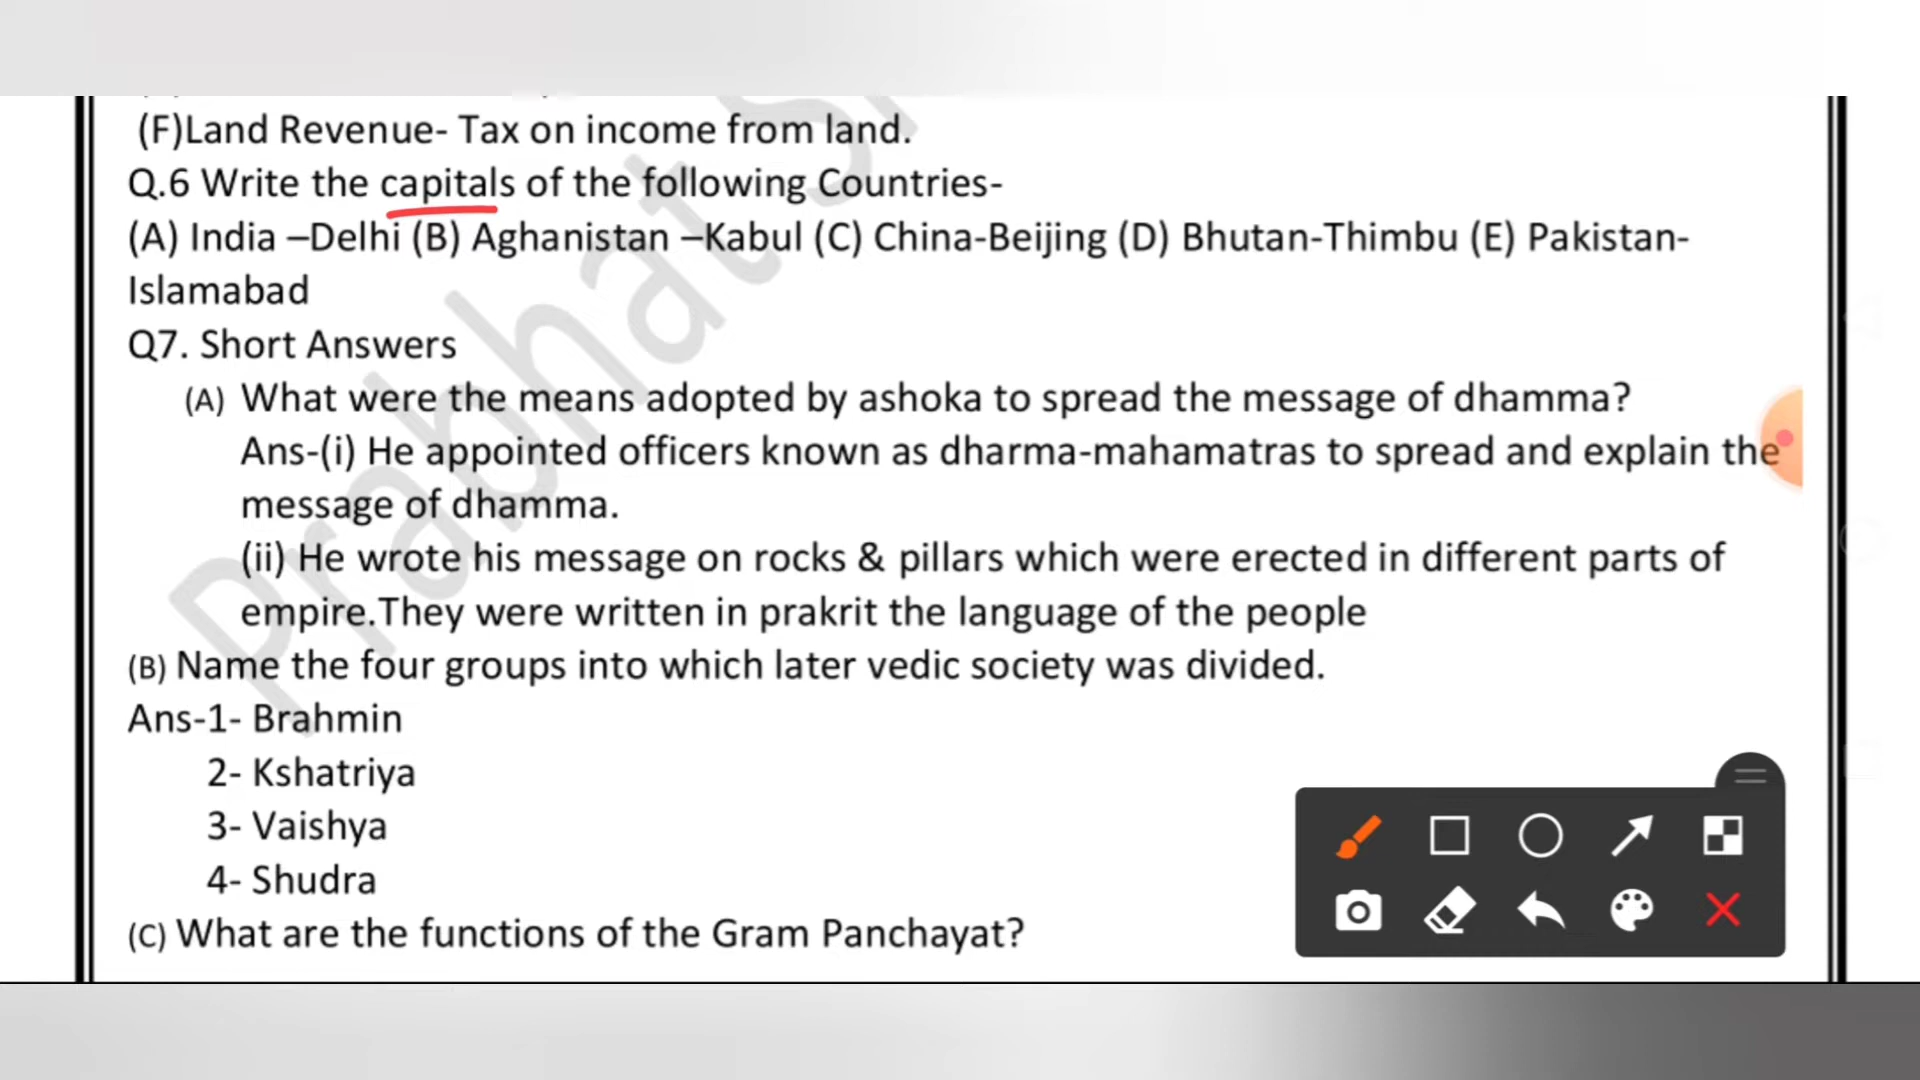 (F)Land Revenue- Tax on income from land.
Q.6 Write the capitals of the following Countries-
(A) India –Delhi (B) Aghanistan –Kabul (C) China-Beijing (D) Bhutan-Thimbu (E) Pakistan-
Islamabad
Q7. Short Answers
(A) What were the means adopted by ashoka to spread the message of dhamma?
Ans-(i) He appointed officers known as dharma-mahamatras to spread and explain the
message of dhamma.
(ii) He wrote his message on rocks & pillars which were erected in different parts of
empire.They were written in prakrit the language of the people
(B) Name the four groups into which later vedic society was divided.
Ans-1- Brahmin
2- Kshatriya
3- Vaishya
4- Shudra
(C) What are the functions of the Gram Panchayat?
Prabhat